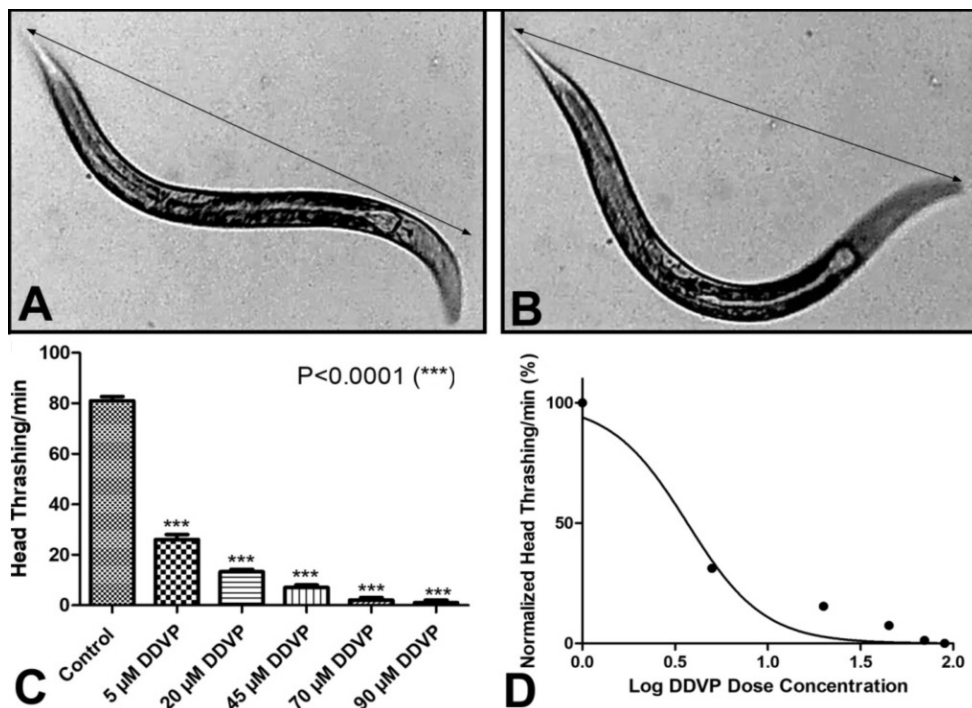 A
B
Head Thrashing/min
100
80
60
40
20
0
P<0.0001 (***)
***
***
***
***
***
Control
5 µM DDVP
20 µM DDVP
45 µM DDVP
70 µM DDVP
90 µM DDVP
C
Normalized Head Thrashing/min (%)
100
50
0
0.0
0.5
1.0
1.5
2.0
Log DDVP Dose Concentration
D